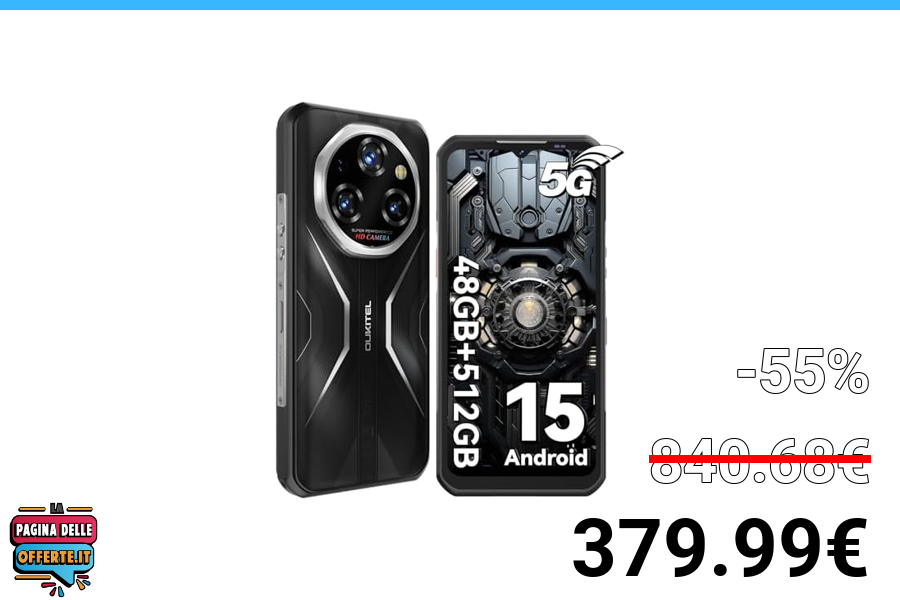 SUPER PERFORMANCE
HD CAMERA
OUKITEL
5G
48GB+512GB
15
Android
-55%
840.68€
379.99€
LA
PAGINA DELLE
OFFERTE.IT